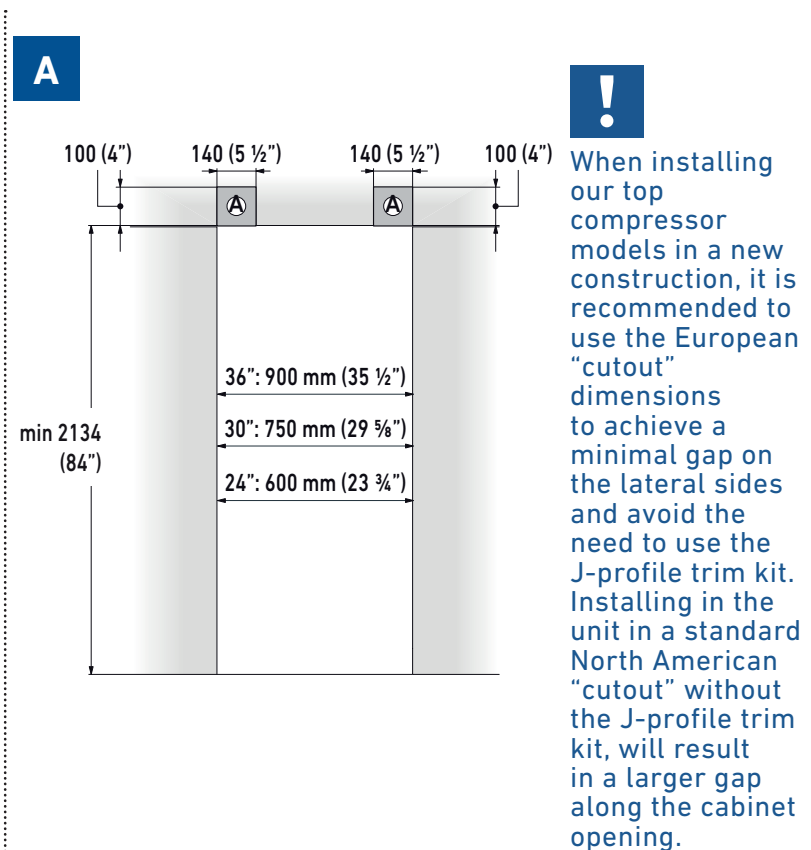 A
100 (4”)
140 (5 ½”)
140 (5 ½”)
100 (4”)
A
A
36”: 900 mm (35 ½”)
30”: 750 mm (29 ⅝”)
24”: 600 mm (23 ¾”)
min 2134
(84”)
!
When installing
our top
compressor
models in a new
construction, it is
recommended to
use the European
“cutout”
dimensions
to achieve a
minimal gap on
the lateral sides
and avoid the
need to use the
J-profile trim kit.
Installing in the
unit in a standard
North American
“cutout” without
the J-profile trim
kit, will result
in a larger gap
along the cabinet
opening.